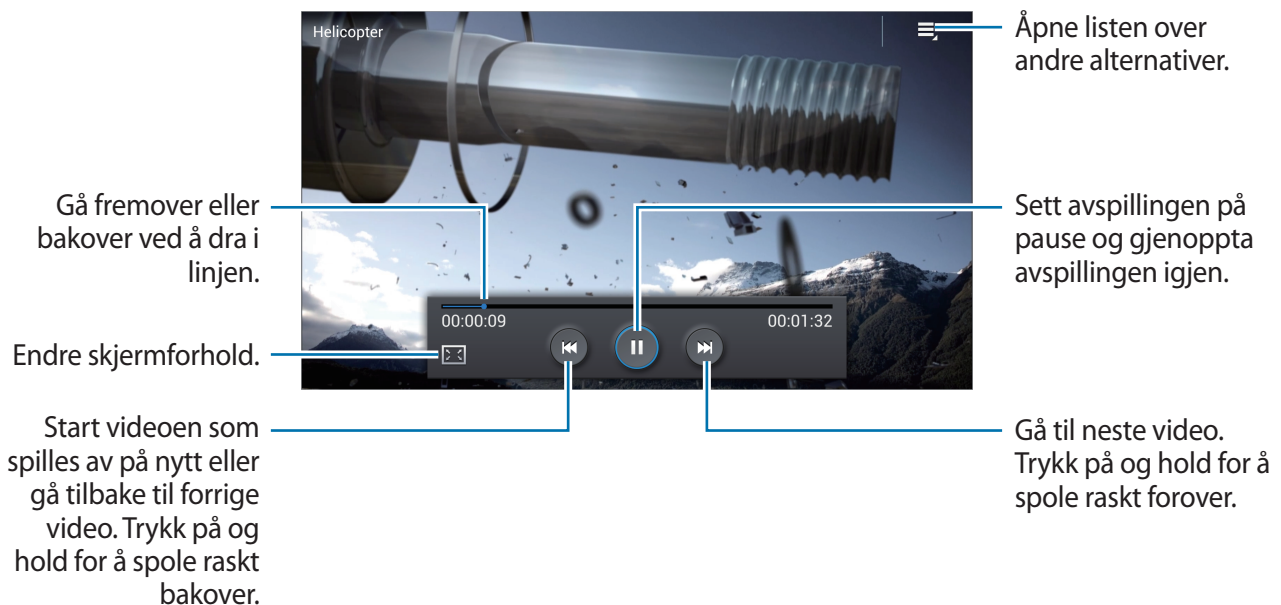 Helicopter
Åpne listen over
andre alternativer.
Gå fremover eller
bakover ved å dra i
linjen.
Sett avspillingen på
pause og gjenoppta
avspillingen igjen.
00:00:09
00:01:32
Endre skjermforhold.
Start videoen som
spilles av på nytt eller
gå tilbake til forrige
video. Trykk på og
hold for å spole raskt
bakover.
Gå til neste video.
Trykk på og hold for å
spole raskt forover.